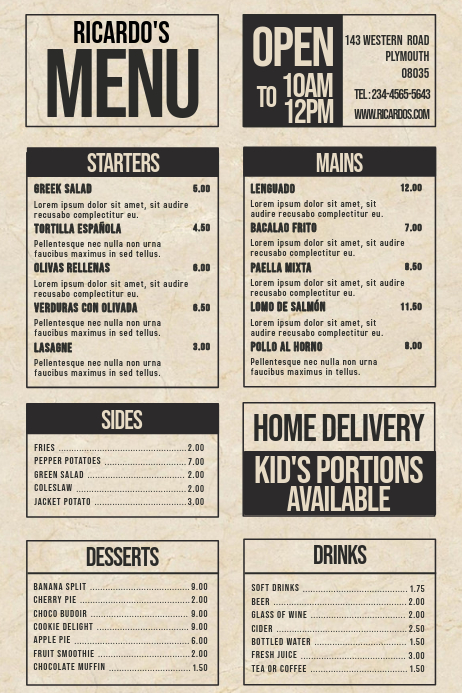 RICARDO'S
MENU
OPEN
TO 10AM
12PM
143 WESTERN ROAD
PLYMOUTH
08035
TEL: 234-4565-5643
WWW.RICARDOS.COM
STARTERS
GREEK SALAD 5.00
Lorem ipsum dolor sit amet, sit audire
recusabo complectitur eu.
TORTILLA ESPAÑOLA 4.50
Pellentesque nec nulla non urna
faucibus maximus in sed tellus.
OLIVAS RELLENAS 6.00
Lorem ipsum dolor sit amet, sit audire
recusabo complectitur eu.
VERDURAS CON OLIVADA 6.50
Pellentesque nec nulla non urna
faucibus maximus in sed tellus.
LASAGNE 3.00
Pellentesque nec nulla non urna
faucibus maximus in sed tellus.
MAINS
LENGUADO 12.00
Lorem ipsum dolor sit amet, sit
audire recusabo complectitur eu.
BACALAO FRITO 7.00
Lorem ipsum dolor sit amet, sit audire
recusabo complectitur eu.
PAELLA MIXTA 8.50
Lorem ipsum dolor sit amet, sit audire
recusabo complectitur eu.
LOMO DE SALMÓN 11.50
Lorem ipsum dolor sit amet, sit
audire recusabo complectitur eu.
POLLO AL HORNO 9.00
Pellentesque nec nulla non urna
faucibus maximus in sed tellus.
SIDES
FRIES 2.00
PEPPER POTATOES 7.00
GREEN SALAD 2.00
COLESLAW 2.00
JACKET POTATO 3.00
HOME DELIVERY
KID'S PORTIONS
AVAILABLE
DESSERTS
BANANA SPLIT 9.00
CHERRY PIE 2.00
CHOCO BUDOIR 9.00
COOKIE DELIGHT 9.00
APPLE PIE 6.00
FRUIT SMOOTHIE 2.00
CHOCOLATE MUFFIN 1.50
DRINKS
SOFT DRINKS 1.75
BEER 2.00
GLASS OF WINE 2.00
CIDER 2.50
BOTTLED WATER 1.50
FRESH JUICE 3.00
TEA OR COFFEE 1.50